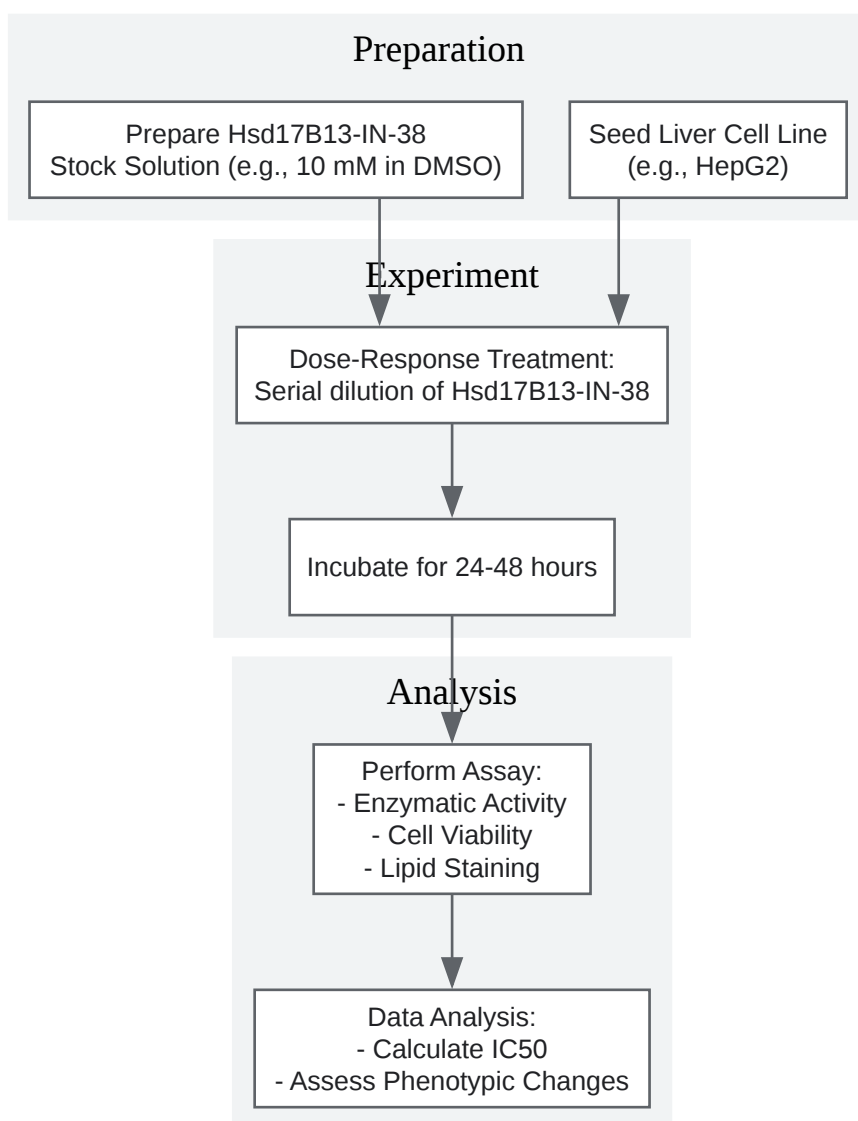 Preparation
Prepare Hsd17B13-IN-38
Stock Solution (e.g., 10 mM in DMSO)
Seed Liver Cell Line
(e.g., HepG2)
Experiment
Dose-Response Treatment:
Serial dilution of Hsd17B13-IN-38
Incubate for 24-48 hours
Analysis
Perform Assay:
- Enzymatic Activity
- Cell Viability
- Lipid Staining
Data Analysis:
- Calculate IC50
- Assess Phenotypic Changes